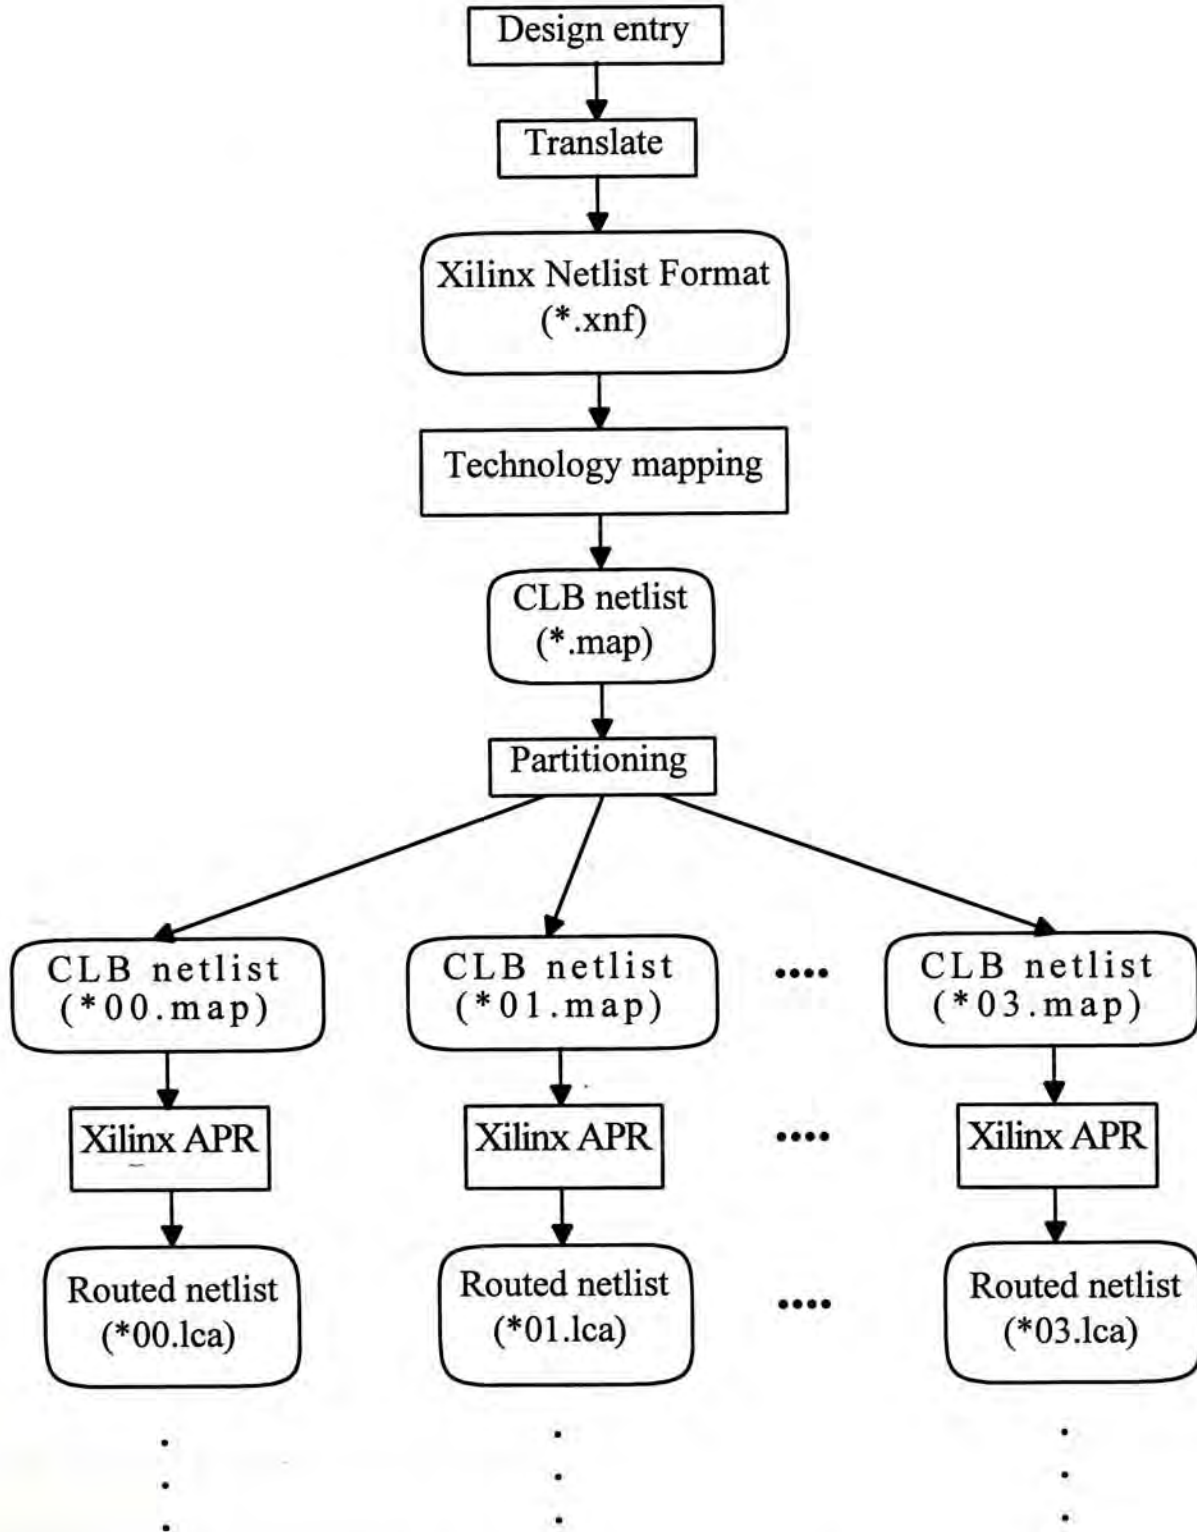 Design entry
Translate
Xilinx Netlist Format
(*.xnf)
Technology mapping
CLB netlist
(*.map)
Partitioning
CLB netlist
(*00.map)
CLB netlist
(*01.map)
••••
CLB netlist
(*03.map)
Xilinx APR
Xilinx APR
••••
Xilinx APR
Routed netlist
(*00.lca)
Routed netlist
(*01.lca)
••••
Routed netlist
(*03.lca)